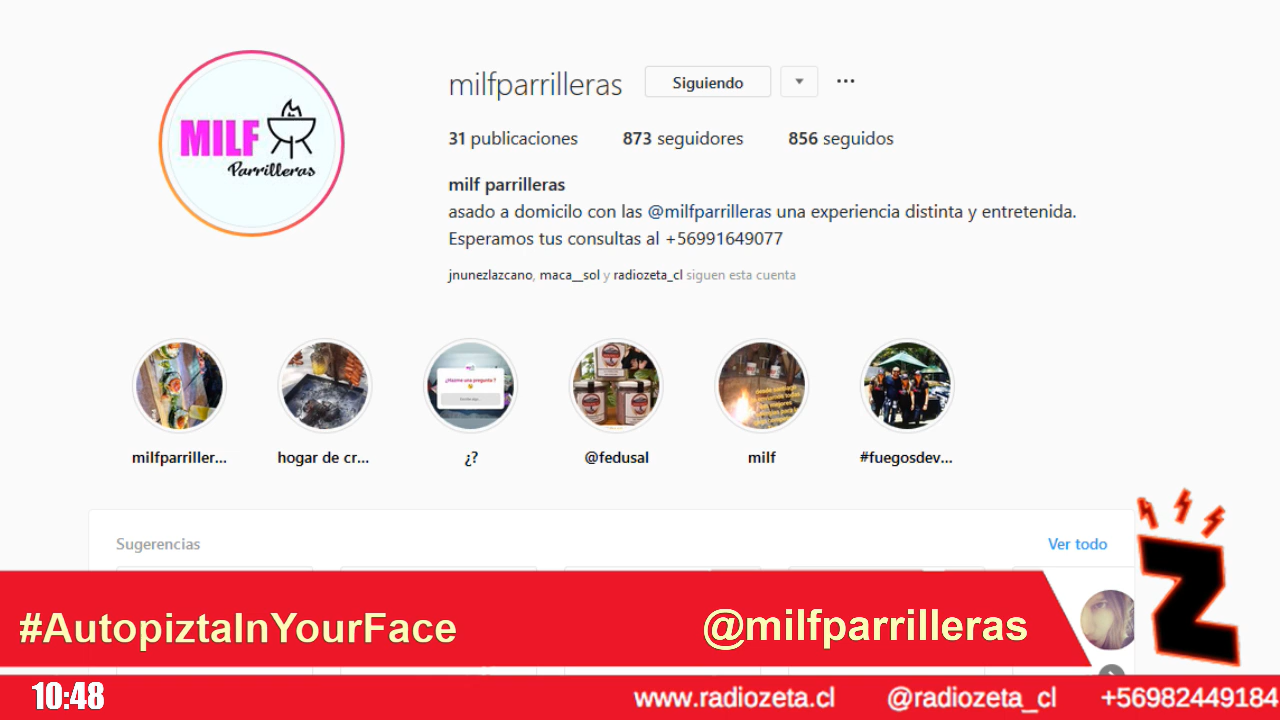 MILF
Parrilleras
milfparrilleras
Siguiendo
31 publicaciones
873 seguidores
856 seguidos
milf parrilleras
asado a domicilo con las @milfparrilleras una experiencia distinta y entretenida.
Esperamos tus consultas al +56991649077
jnunezlazcano, maca__sol y radiozeta_cl siguen esta cuenta
milfparriller...
hogar de cr...
¿?
@fedusal
milf
#fuegosdev...
Sugerencias
Ver todo
#AutopiztaInYourFace
@milfparrilleras
Z
10:48
www.radiozeta.cl
@radiozeta_cl
+56982449184